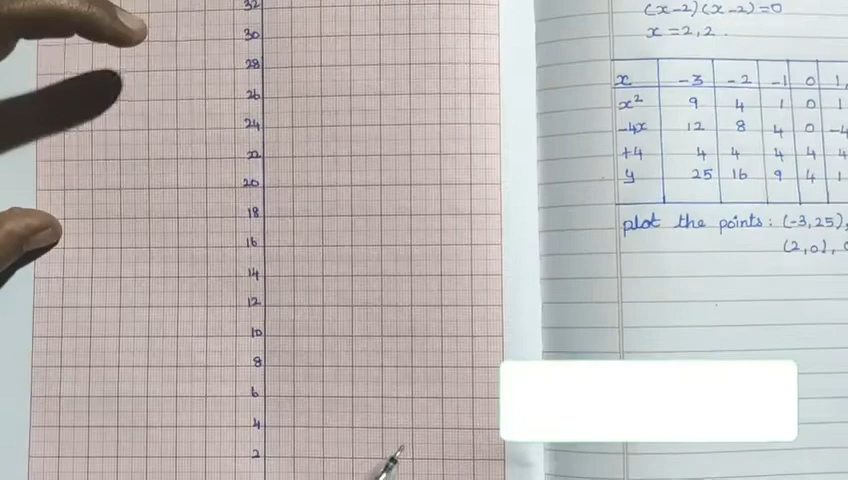 32
30
28
26
24
22
20
18
16
14
12
10
8
6
4
2
(x-2)(x-2)=0
x = 2,2.
x -3 -2 -1 0 1,
x² 9 4 1 0 1
-4x 12 8 4 0 -4
+4 4 4 4 4 4
y 25 16 9 4 1
plot the points: (-3,25),
(2,0),